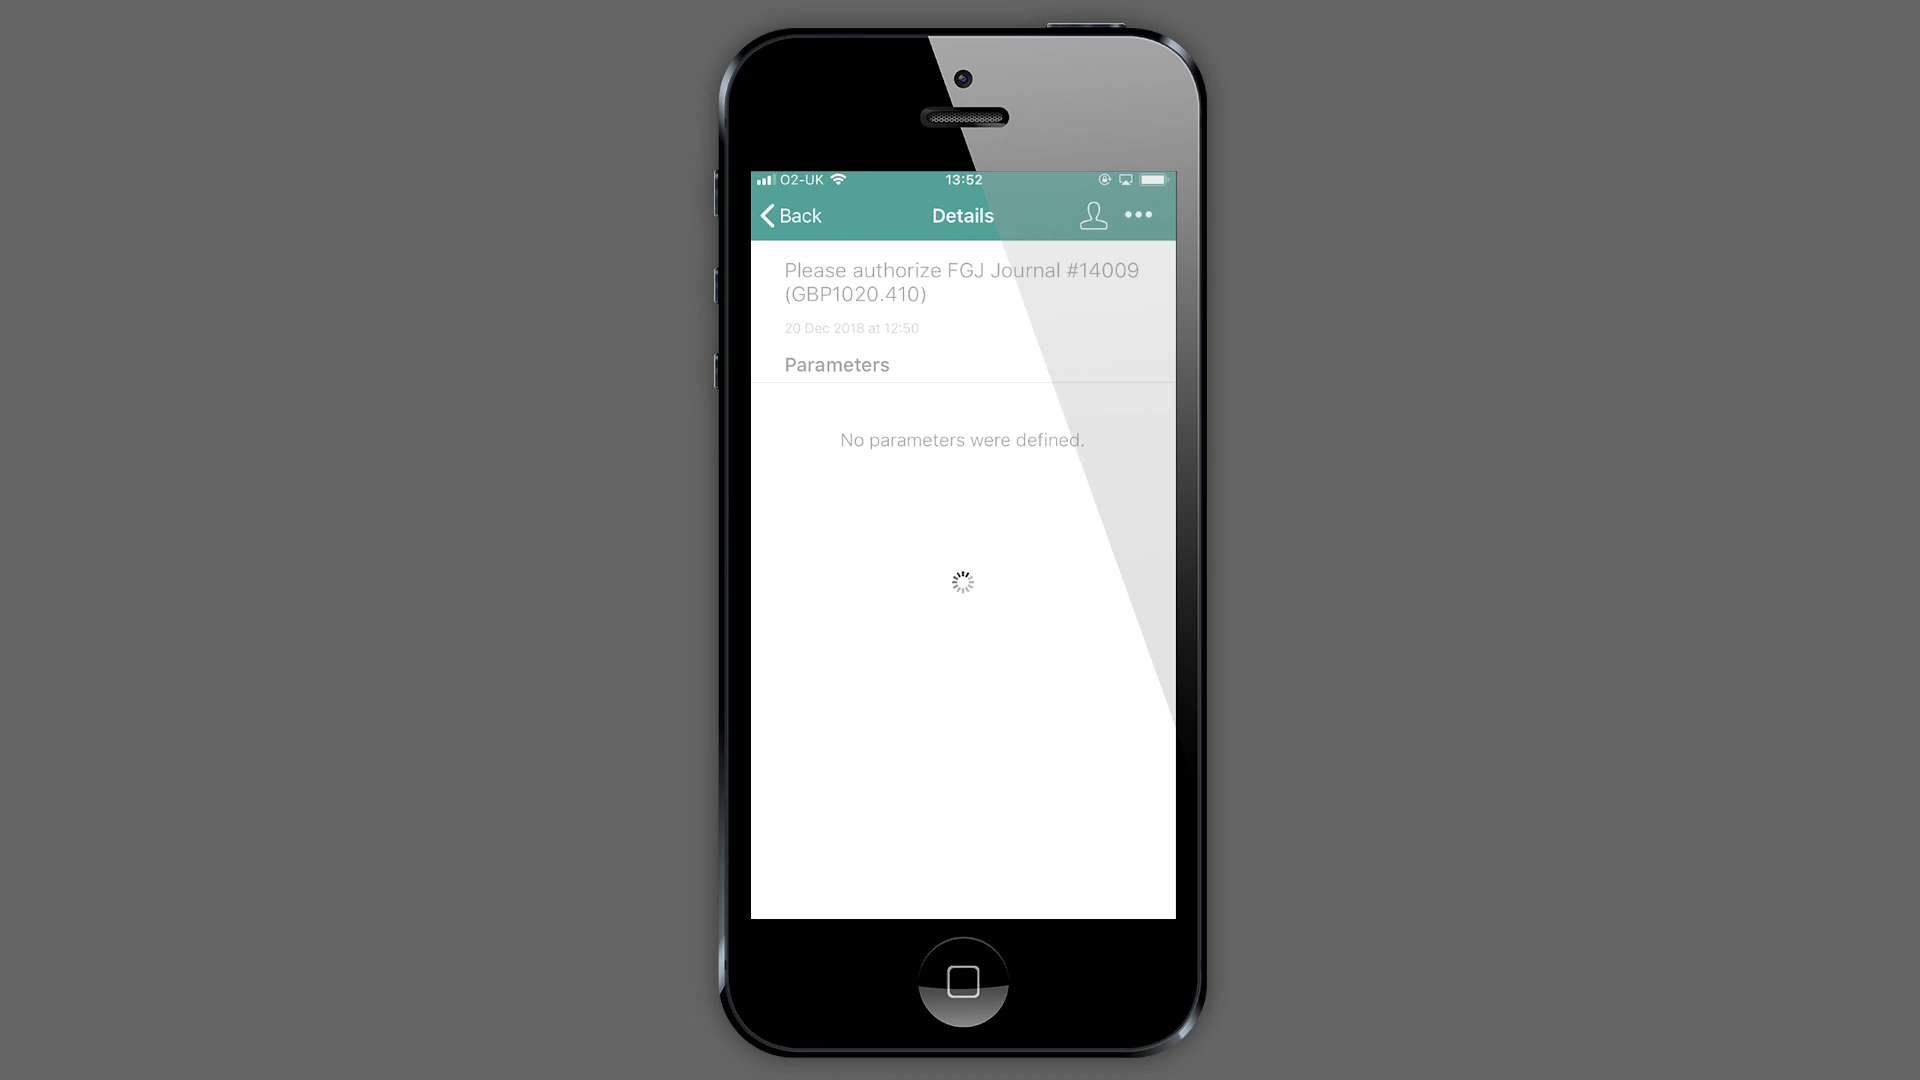 O2-UK 13:52
Back Details
Please authorize FGJ Journal #14009
(GBP1020.410)
20 Dec 2018 at 12:50
Parameters
No parameters were defined.